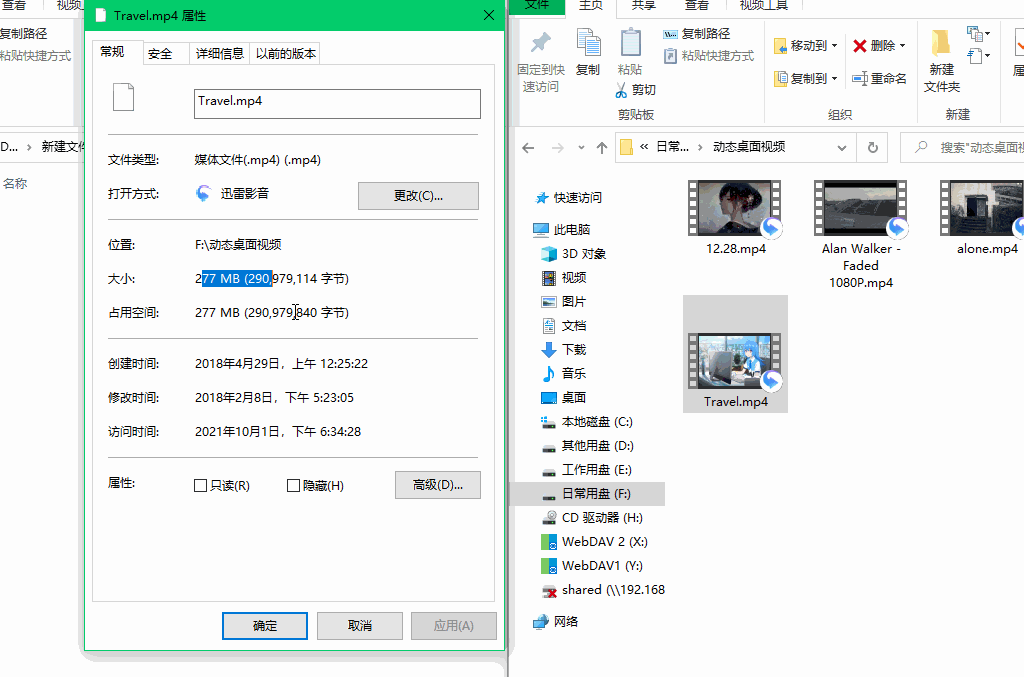 查看
视频
复制路径
粘贴快捷方式
D...
新建文件
名称
Travel.mp4 属性
常规
安全
详细信息
以前的版本
Travel.mp4
文件类型:
媒体文件(.mp4) (.mp4)
打开方式:
迅雷影音
更改(C)...
位置:
F:\动态桌面视频
大小:
277 MB (290,979,114 字节)
占用空间:
277 MB (290,979,840 字节)
创建时间:
2018年4月29日，上午 12:25:22
修改时间:
2018年2月8日，下午 5:23:05
访问时间:
2021年10月1日，下午 6:34:28
属性:
只读(R)
隐藏(H)
高级(D)...
确定
取消
应用(A)
文件
主页
共享
查看
视频工具
固定到快
速访问
复制
粘贴
复制路径
粘贴快捷方式
剪切
剪贴板
移动到
复制到
删除
重命名
组织
新建
文件夹
新建
« 日常... › 动态桌面视频
搜索"动态桌面视
快速访问
此电脑
3D 对象
视频
图片
文档
下载
音乐
桌面
本地磁盘 (C:)
其他用盘 (D:)
工作用盘 (E:)
日常用盘 (F:)
CD 驱动器 (H:)
WebDAV 2 (X:)
WebDAV1 (Y:)
shared (\\192.168
网络
12.28.mp4
Alan Walker -
Faded
1080P.mp4
alone.mp4
Travel.mp4